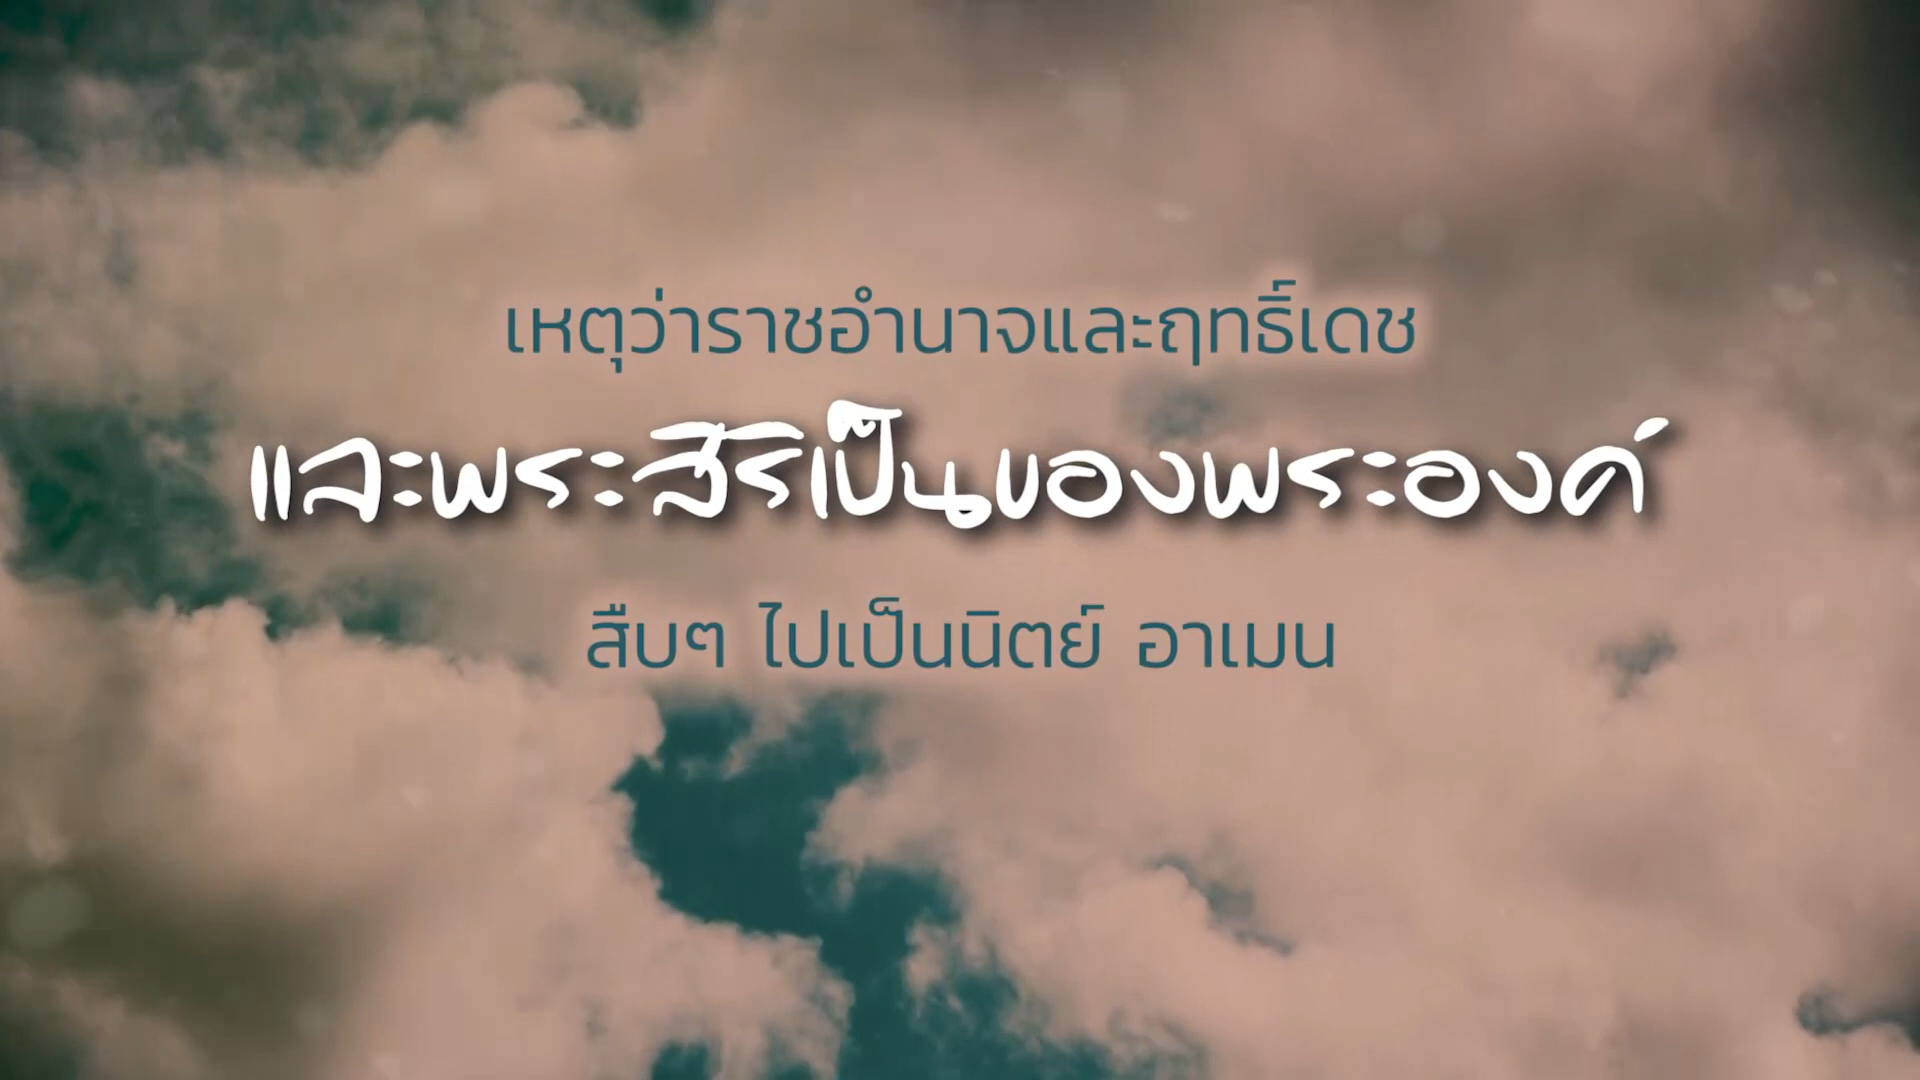 เหตุว่าราชอำนาจและฤทธิ์เดช
และพระสิริเป็นของพระองค์
สืบๆ ไปเป็นนิตย์ อาเมน